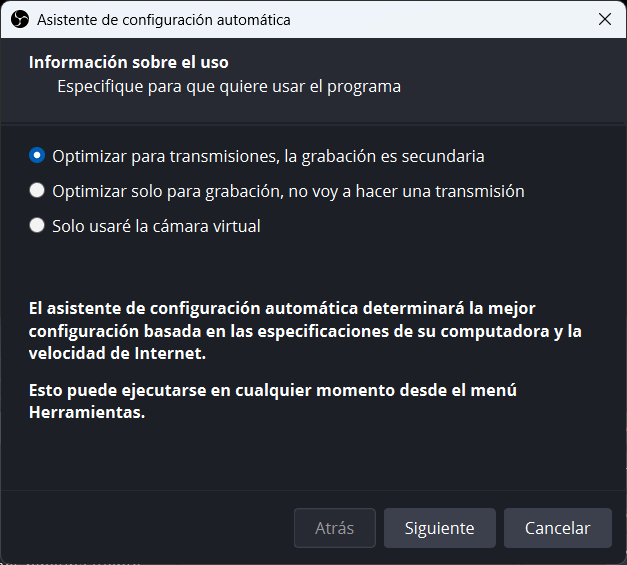 Asistente de configuración automática
Información sobre el uso
Especifique para que quiere usar el programa
Optimizar para transmisiones, la grabación es secundaria
Optimizar solo para grabación, no voy a hacer una transmisión
Solo usaré la cámara virtual
El asistente de configuración automática determinará la mejor
configuración basada en las especificaciones de su computadora y la
velocidad de Internet.
Esto puede ejecutarse en cualquier momento desde el menú
Herramientas.
Atrás
Siguiente
Cancelar